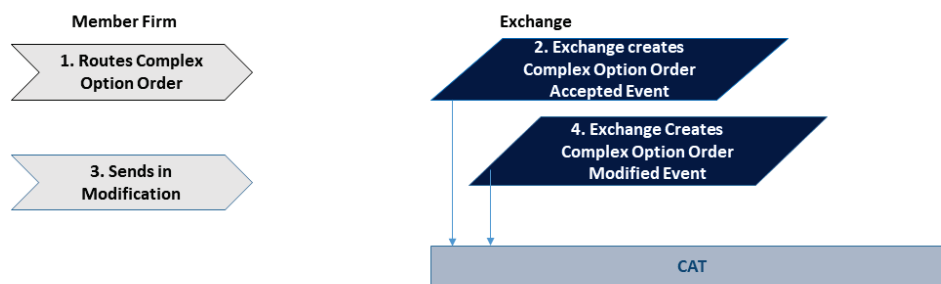 Member Firm
Exchange
1. Routes Complex
Option Order
2. Exchange creates
Complex Option Order
Accepted Event
3. Sends in
Modification
4. Exchange Creates
Complex Option Order
Modified Event
CAT